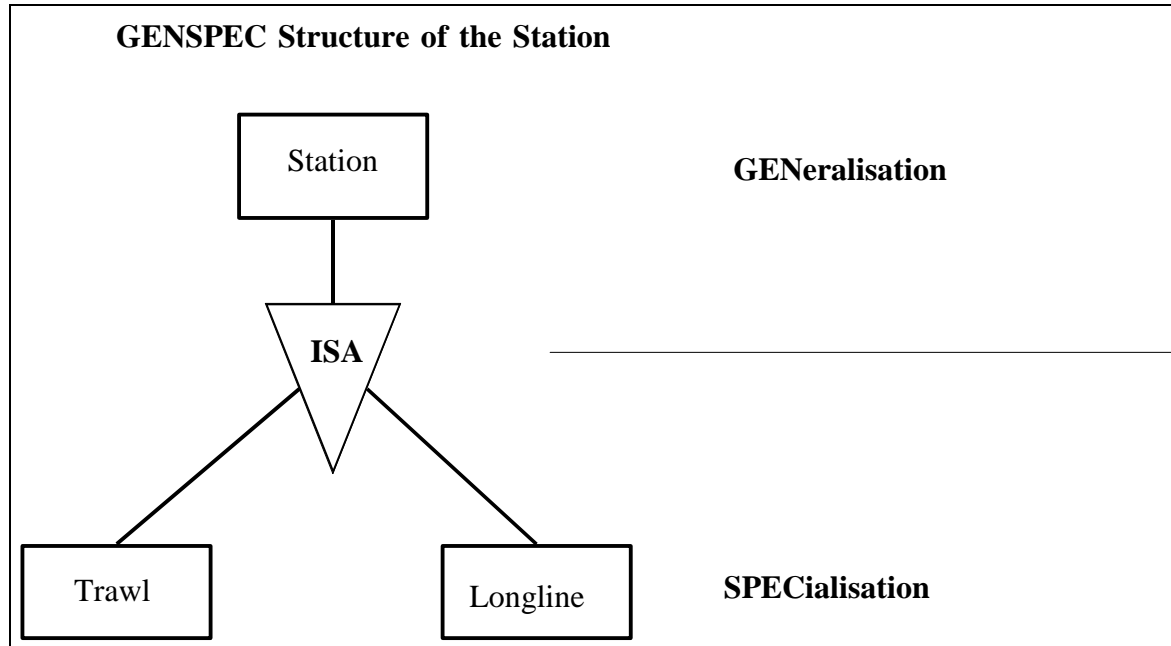 GENSPEC Structure of the Station
Station
GENeralisation
ISA
Trawl
Longline
SPECialisation